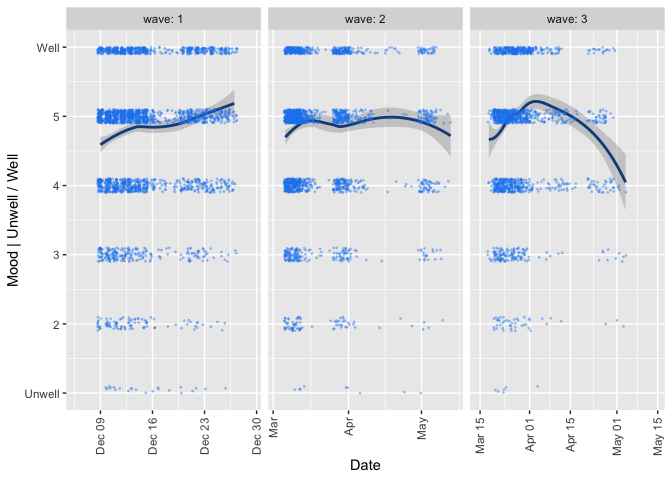 wave: 1 wave: 2 wave: 3
Well
5
4
3
2
Unwell
Mood | Unwell / Well
Dec 09 Dec 16 Dec 23 Dec 30 Mar Apr May Mar 15 Apr 01 Apr 15 May 01 May 15
Date